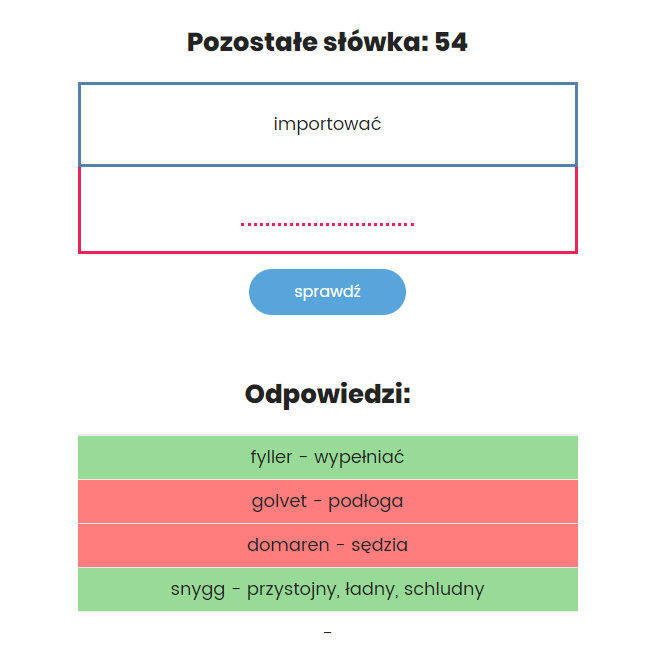 Pozostałe słówka: 54
importować
sprawdź
Odpowiedzi:
fyller - wypełniać
golvet - podłoga
domaren - sędzia
snygg - przystojny, ładny, schludny
-